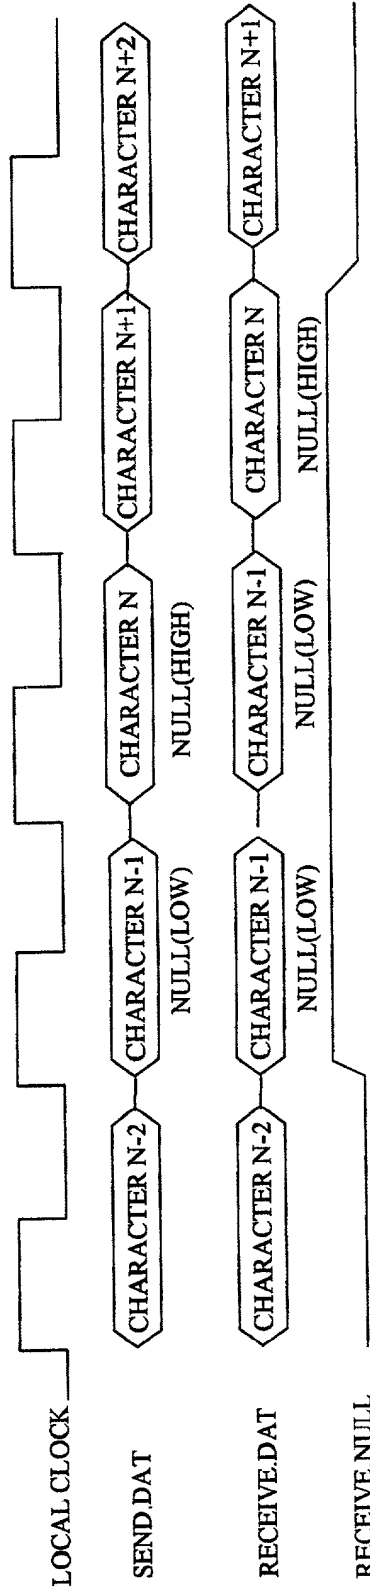 LOCAL CLOCK
SEND.DAT
CHARACTER N-2
CHARACTER N-1
CHARACTER N
CHARACTER N+1
CHARACTER N+2
NULL(LOW)
NULL(HIGH)
RECEIVE.DAT
CHARACTER N-2
CHARACTER N-1
CHARACTER N-1
CHARACTER N
CHARACTER N+1
NULL(LOW)
NULL(LOW)
NULL(HIGH)
RECEIVE NULL